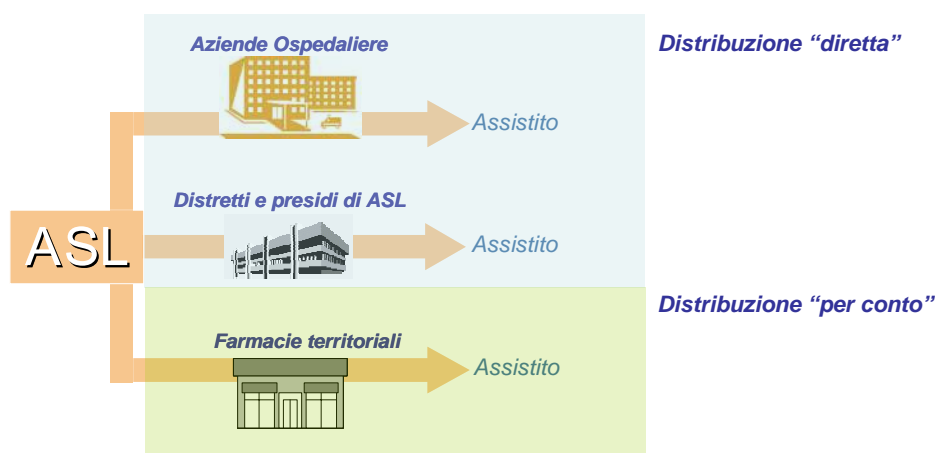 Aziende Ospedaliere
Distribuzione “diretta”
Assistito
Distretti e presidi di ASL
ASL
Assistito
Distribuzione “per conto”
Farmacie territoriali
Assistito